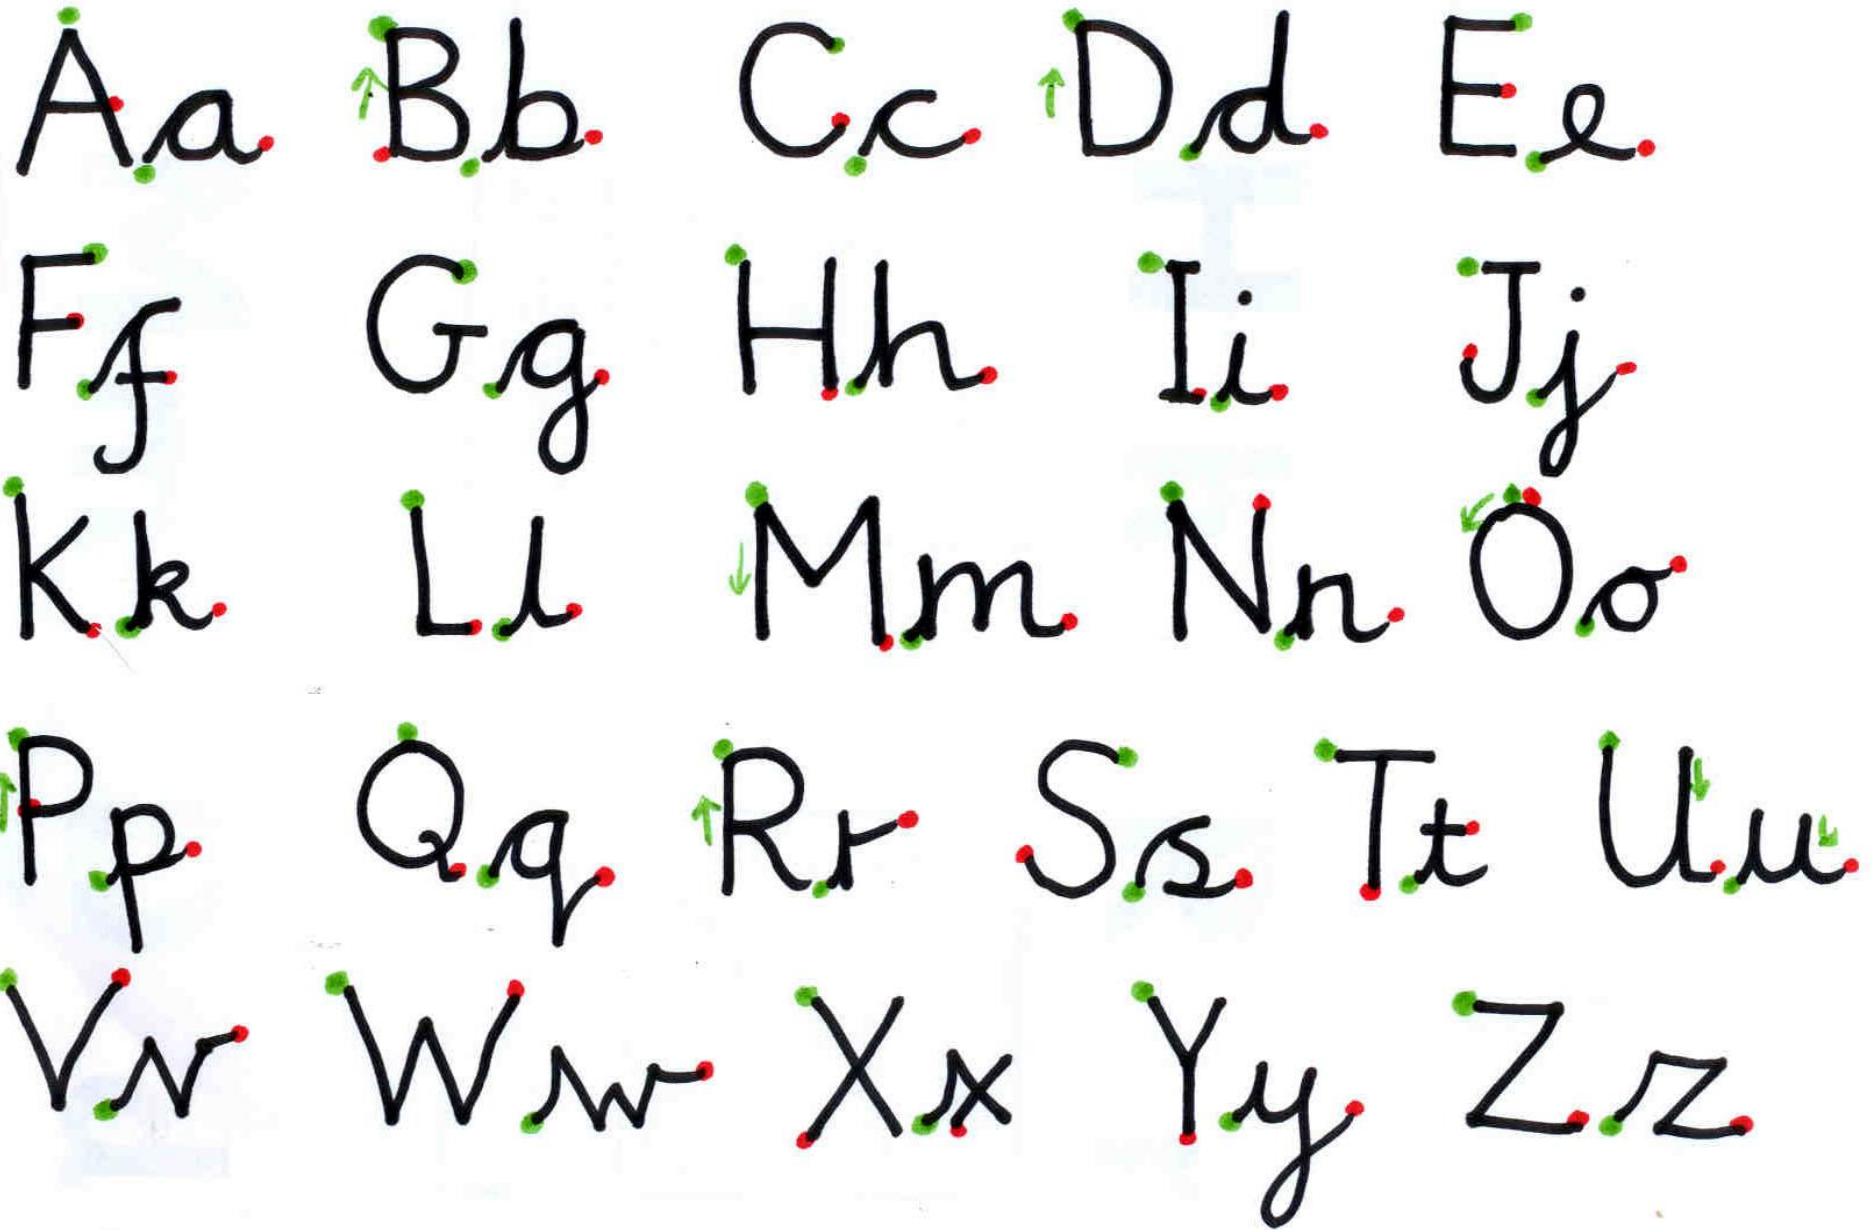 Aa Bb Cc Dd Ee
Ff Gg Hh Ii Jj
Kk Ll Mm Nn Oo
Pp Qq Rr Ss Tt Uu
Vv Ww Xx Yy Zz